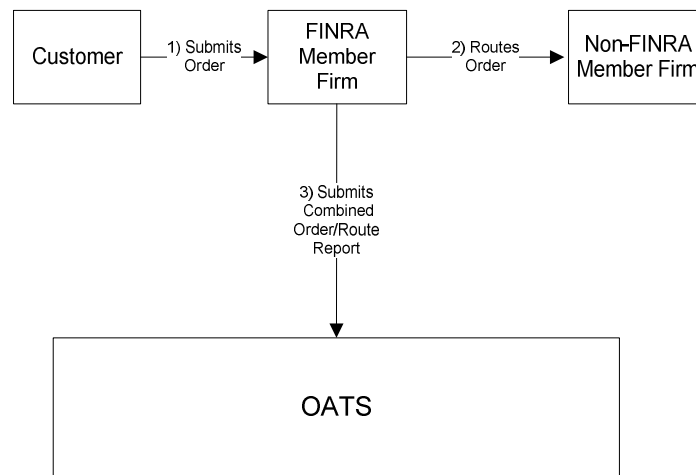 Customer
1) Submits
Order
FINRA
Member
Firm
2) Routes
Order
Non-FINRA
Member Firm
3) Submits
Combined
Order/Route
Report
OATS